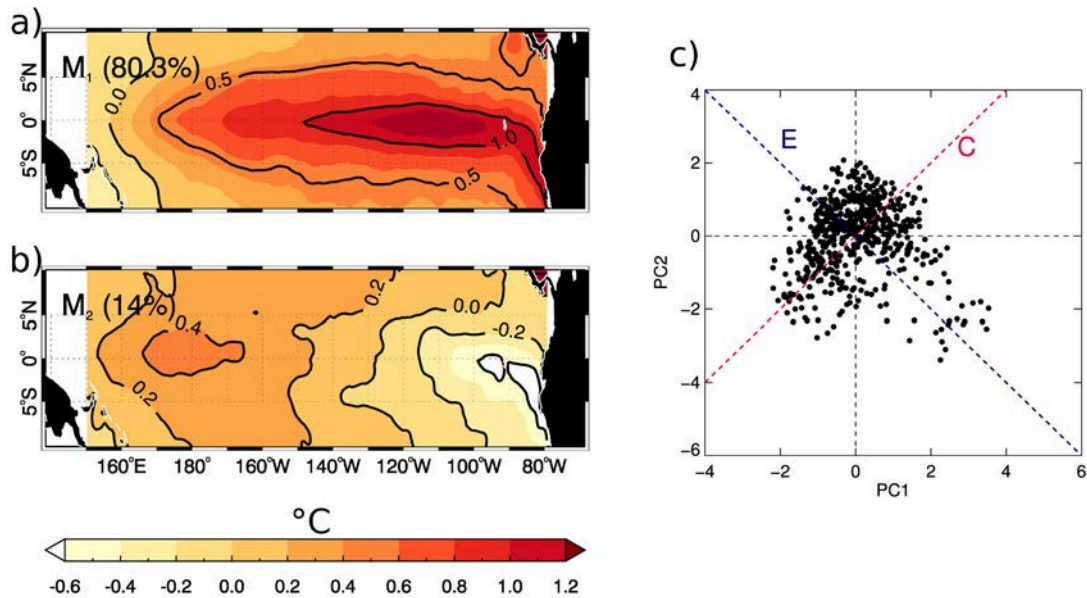 a)
M₁ (80.3%)
0.0
0.5
1.0
0.5
5°N
0°
5°S
b)
M₂ (14%)
0.2
0.4
0.2
0.0
-0.2
5°N
0°
5°S
160°E 180° 160°W 140°W 120°W 100°W 80°W
°C
-0.6 -0.4 -0.2 0.0 0.2 0.4 0.6 0.8 1.0 1.2
c)
E
C
4
2
0
-2
-4
-6
PC2
-4 -2 0 2 4 6
PC1